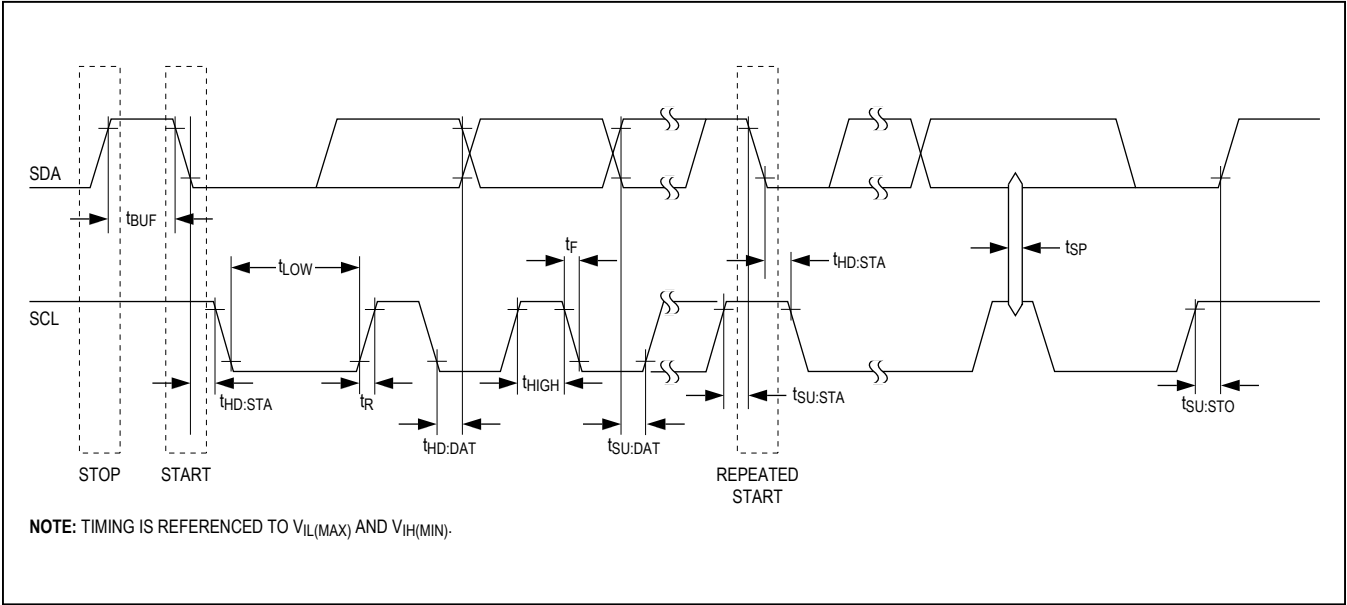 SDA
tBUF
tF
tHD:STA
tSP
tLOW
SCL
tHD:STA
tR
tHIGH
tHD:DAT
tSU:DAT
tSU:STA
tSU:STO
STOP
START
REPEATED
START
NOTE: TIMING IS REFERENCED TO VIL(MAX) AND VIH(MIN).